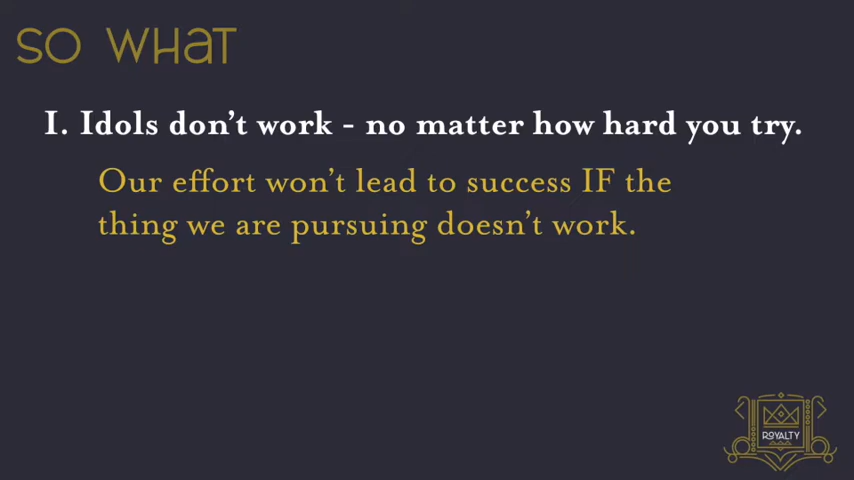 SO WHAT
I. Idols don't work - no matter how hard you try.
Our effort won't lead to success IF the
thing we are pursuing doesn't work.
ROYALTY